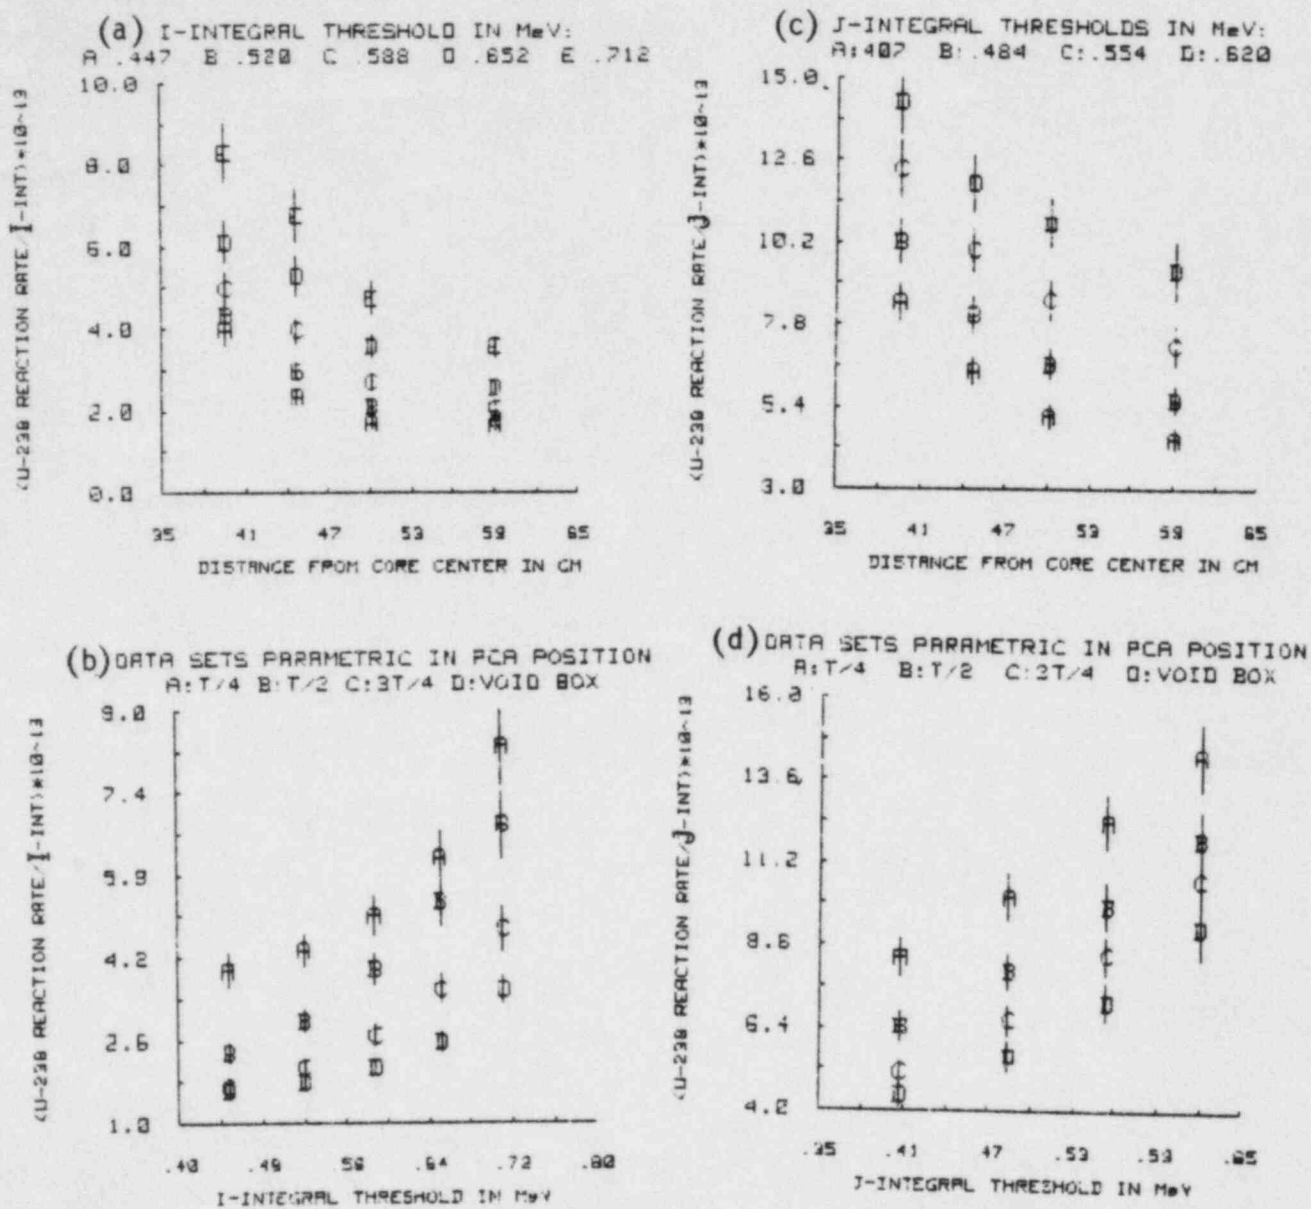 (a) I-INTEGRAL THRESHOLD IN MeV:
A .447 B .520 C .588 D .652 E .712
10.0
8.0
6.0
4.0
2.0
0.0
35 41 47 53 59 65
DISTANCE FROM CORE CENTER IN CM
<U-238 REACTION RATE/I-INT>*10~13
(c) J-INTEGRAL THRESHOLDS IN MeV:
A:407 B:.484 C:.554 D:.620
15.0
12.6
10.2
7.8
5.4
3.0
35 41 47 53 59 65
DISTANCE FROM CORE CENTER IN CM
<U-238 REACTION RATE/J-INT>*10~13
(b) DATA SETS PARAMETRIC IN PCA POSITION
A:T/4 B:T/2 C:3T/4 D:VOID BOX
9.0
7.4
5.8
4.2
2.6
1.0
.40 .48 .56 .64 .72 .80
I-INTEGRAL THRESHOLD IN MeV
<U-238 REACTION RATE/I-INT>*10~13
(d) DATA SETS PARAMETRIC IN PCA POSITION
A:T/4 B:T/2 C:3T/4 D:VOID BOX
16.0
13.6
11.2
8.6
6.4
4.0
.35 .41 47 .53 .59 .65
J-INTEGRAL THREZHOLD IN MeV
<U-238 REACTION RATE/J-INT>*10~13